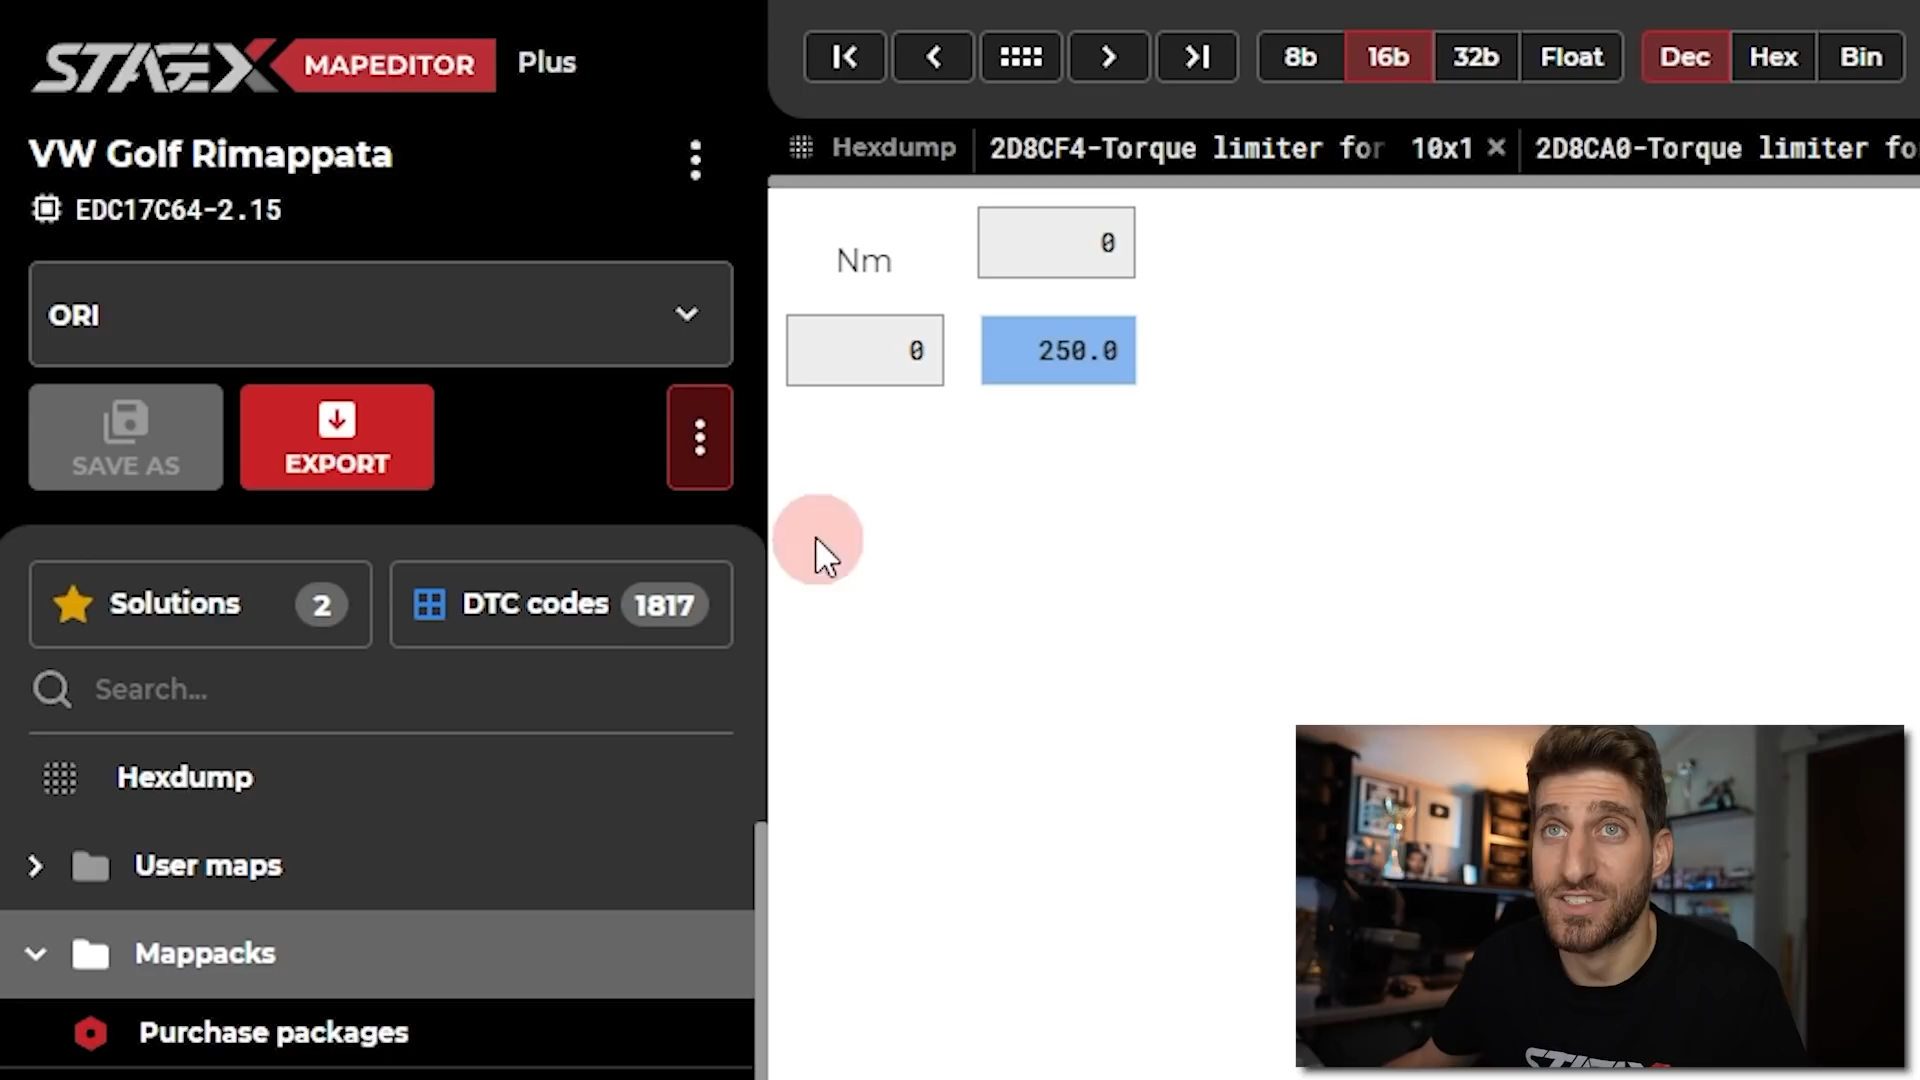 STAGEX MAPEDITOR Plus
VW Golf Rimappata
EDC17C64-2.15
ORI
SAVE AS
EXPORT
Solutions 2
DTC codes 1817
Search...
Hexdump
User maps
Mappacks
Purchase packages
8b 16b 32b Float Dec Hex Bin
Hexdump 2D8CF4-Torque limiter for 10x1 × 2D8CA0-Torque limiter fo
Nm 0
0 250.0
STAGEX